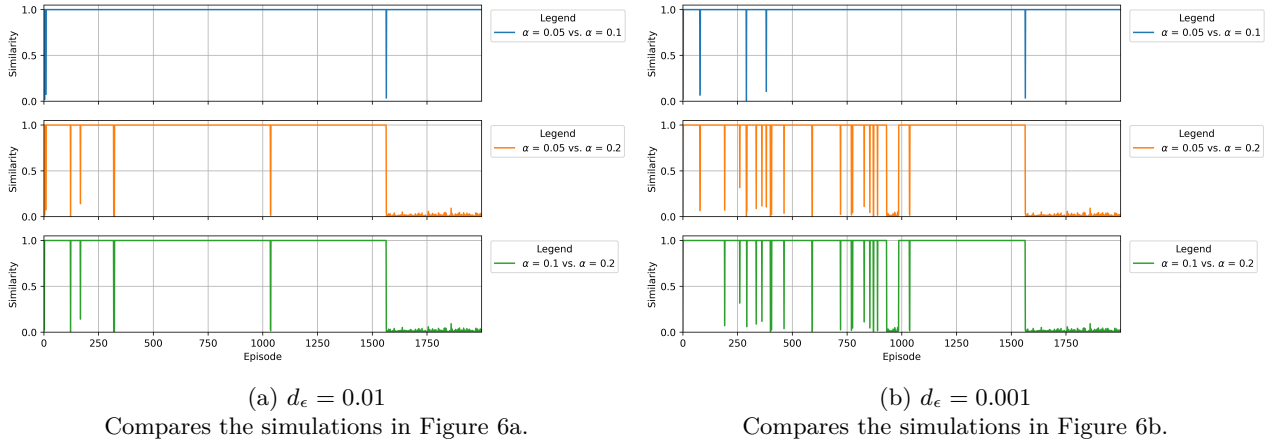 1.0
0.5
0.0
Similarity
Legend
α = 0.05 vs. α = 0.1
1.0
0.5
0.0
Similarity
Legend
α = 0.05 vs. α = 0.2
1.0
0.5
0.0
Similarity
Legend
α = 0.1 vs. α = 0.2
0 250 500 750 1000 1250 1500 1750
Episode
(a) dϵ = 0.01
Compares the simulations in Figure 6a.
1.0
0.5
0.0
Similarity
Legend
α = 0.05 vs. α = 0.1
1.0
0.5
0.0
Similarity
Legend
α = 0.05 vs. α = 0.2
1.0
0.5
0.0
Similarity
Legend
α = 0.1 vs. α = 0.2
0 250 500 750 1000 1250 1500 1750
Episode
(b) dϵ = 0.001
Compares the simulations in Figure 6b.